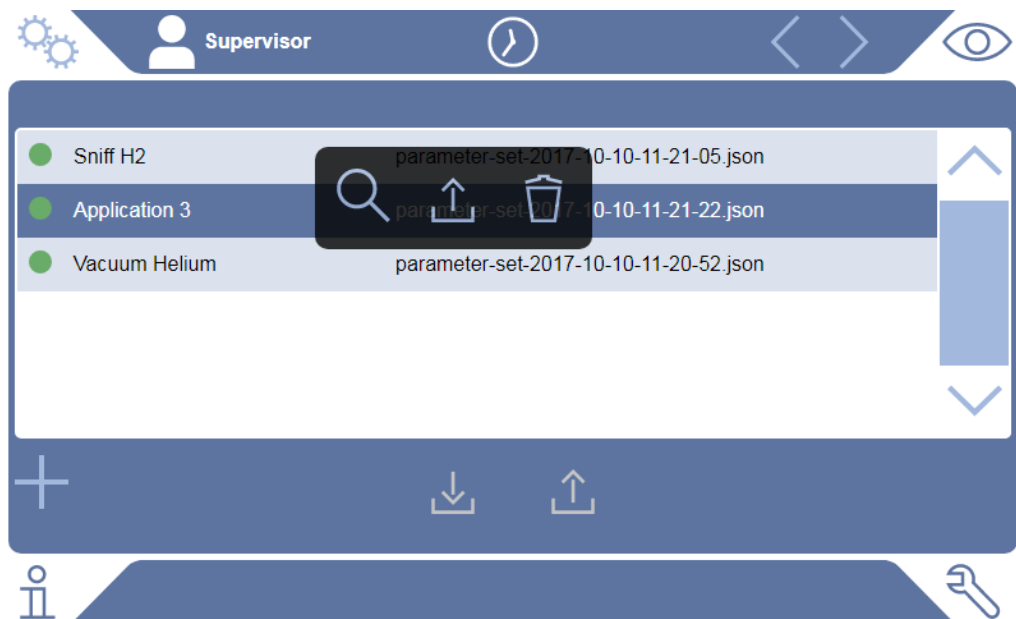 Supervisor
Sniff H2 parameter-set-2017-10-10-11-21-05.json
Application 3 parameter-set-2017-10-10-11-21-22.json
Vacuum Helium parameter-set-2017-10-10-11-20-52.json